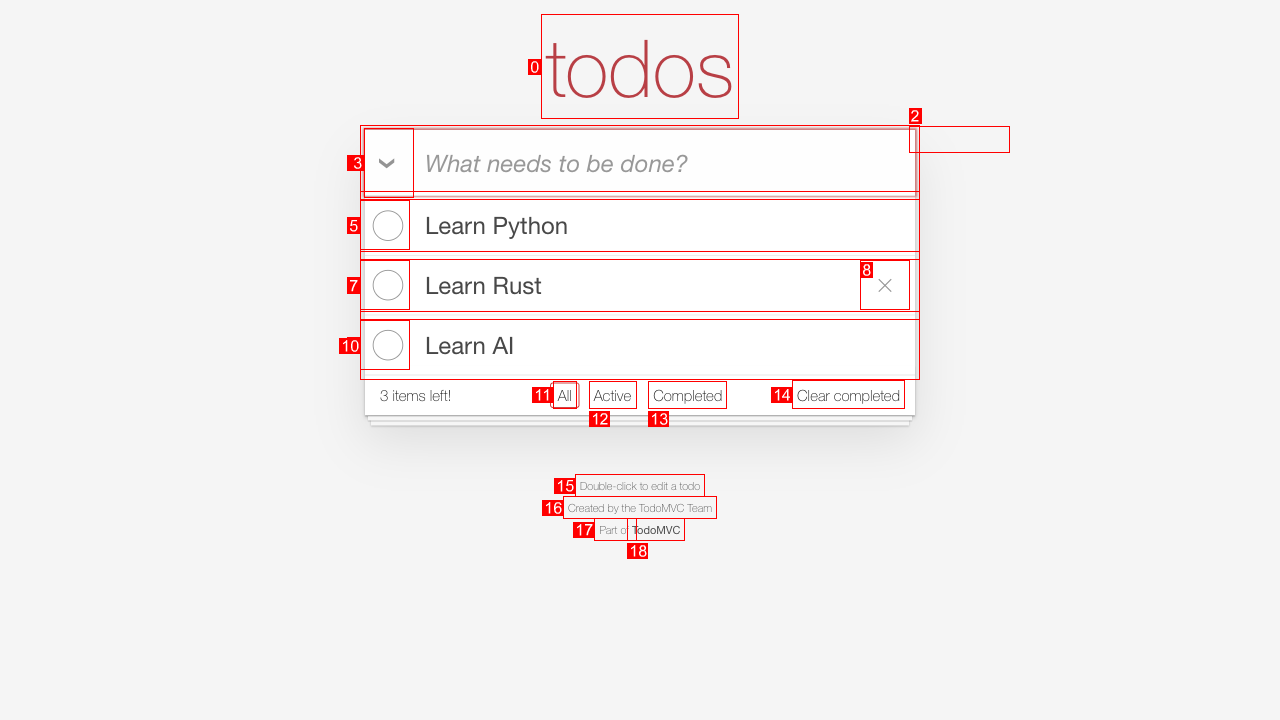 todos
0
2
3
What needs to be done?
5
Learn Python
7
Learn Rust
8
10
Learn AI
3 items left!
11
All
Active
Completed
14
Clear completed
12
13
15
Double-click to edit a todo
16
Created by the TodoMVC Team
17
Part of TodoMVC
18